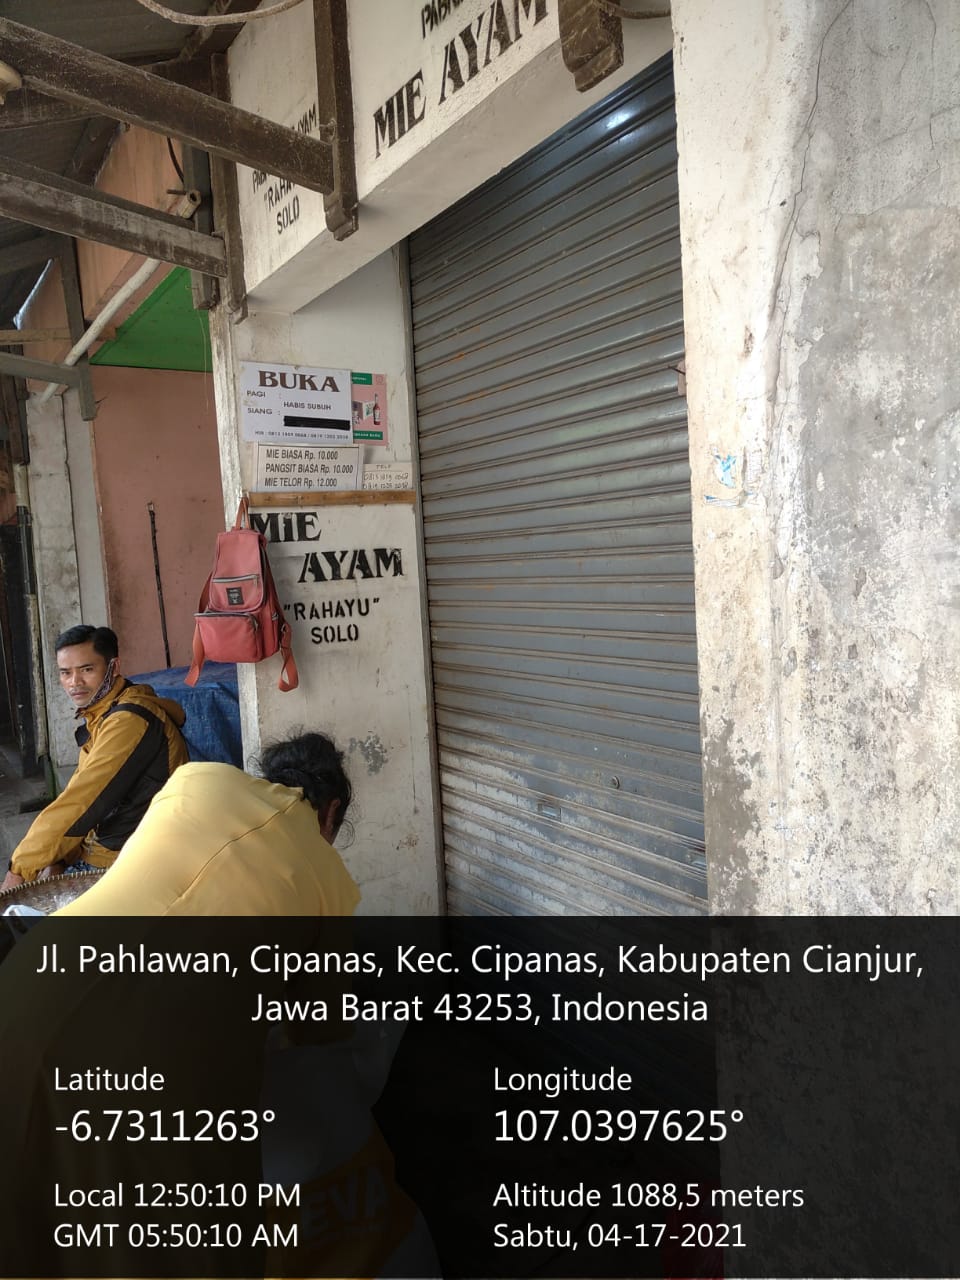 MIE AYAM
"RAHAYU"
SOLO
BUKA
PAGI : HABIS SUBUH
SIANG :
MIE BIASA Rp. 10.000
PANGSIT BIASA Rp. 10.000
MIE TELOR Rp. 12.000
TELP
MIE
AYAM
"RAHAYU"
SOLO
Jl. Pahlawan, Cipanas, Kec. Cipanas, Kabupaten Cianjur,
Jawa Barat 43253, Indonesia
Latitude
-6.7311263°
Longitude
107.0397625°
Local 12:50:10 PM
GMT 05:50:10 AM
Altitude 1088,5 meters
Sabtu, 04-17-2021